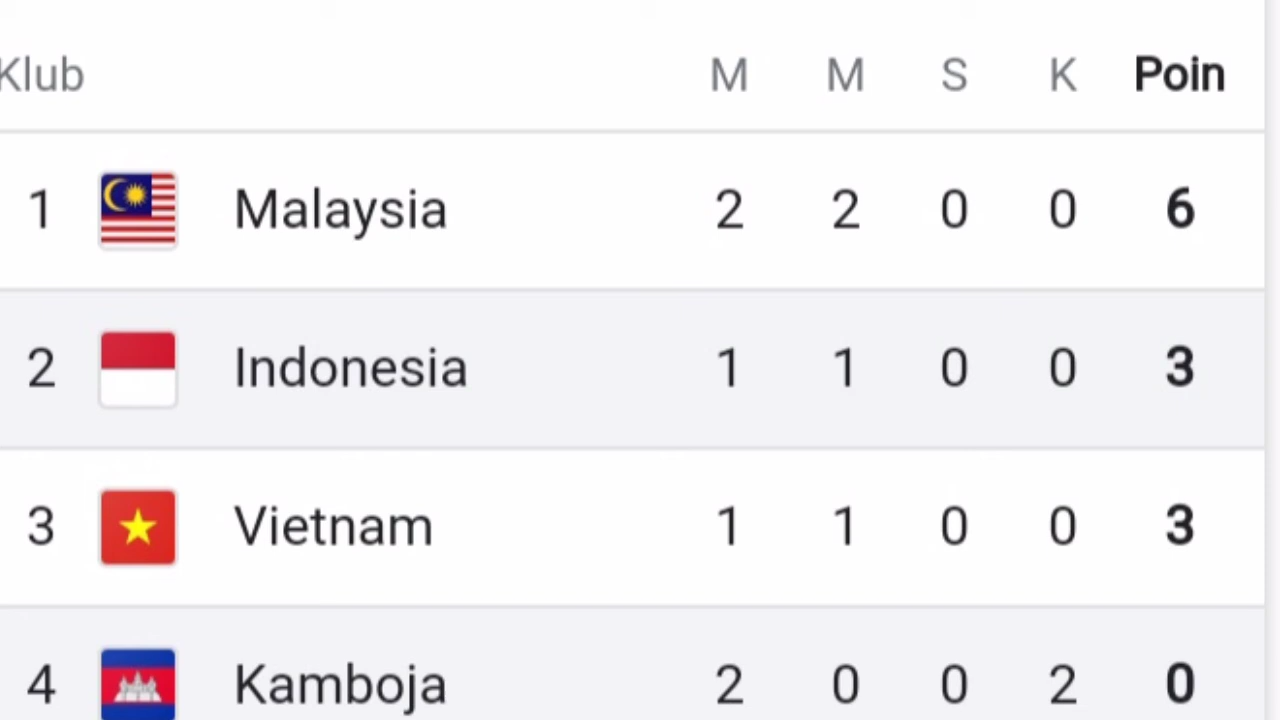 Klub M M S K Poin
1 Malaysia 2 2 0 0 6
2 Indonesia 1 1 0 0 3
3 Vietnam 1 1 0 0 3
4 Kamboja 2 0 0 2 0